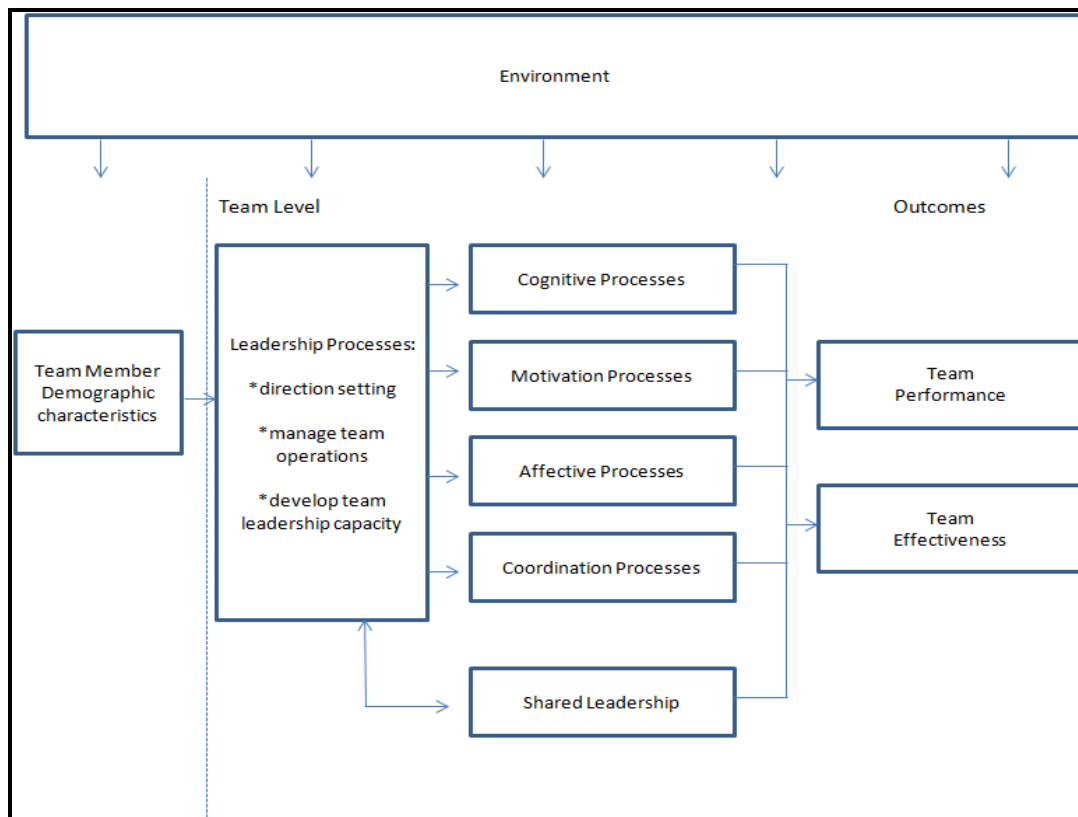 Environment
Team Level
Outcomes
Team Member
Demographic
characteristics
Leadership Processes:
*direction setting
*manage team
operations
*develop team
leadership capacity
Cognitive Processes
Motivation Processes
Affective Processes
Coordination Processes
Shared Leadership
Team
Performance
Team
Effectiveness